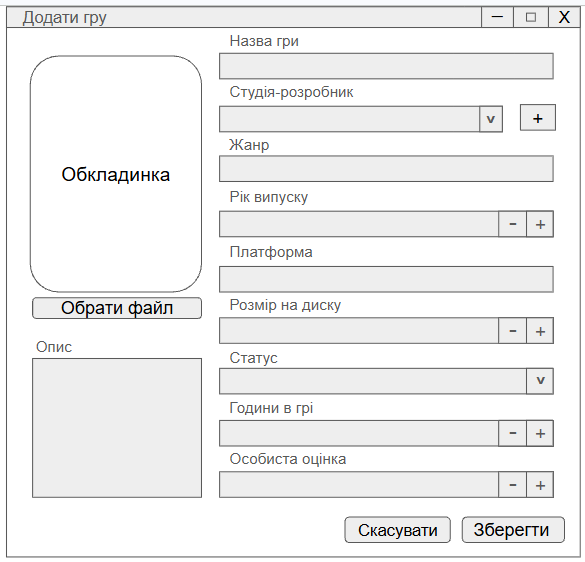 Додати гру
— □ X
Назва гри
Студія-розробник
v +
Жанр
Обкладинка
Рік випуску
- +
Платформа
Обрати файл
Розмір на диску
- +
Опис
Статус
v
Години в грі
- +
Особиста оцінка
- +
Скасувати Зберегти